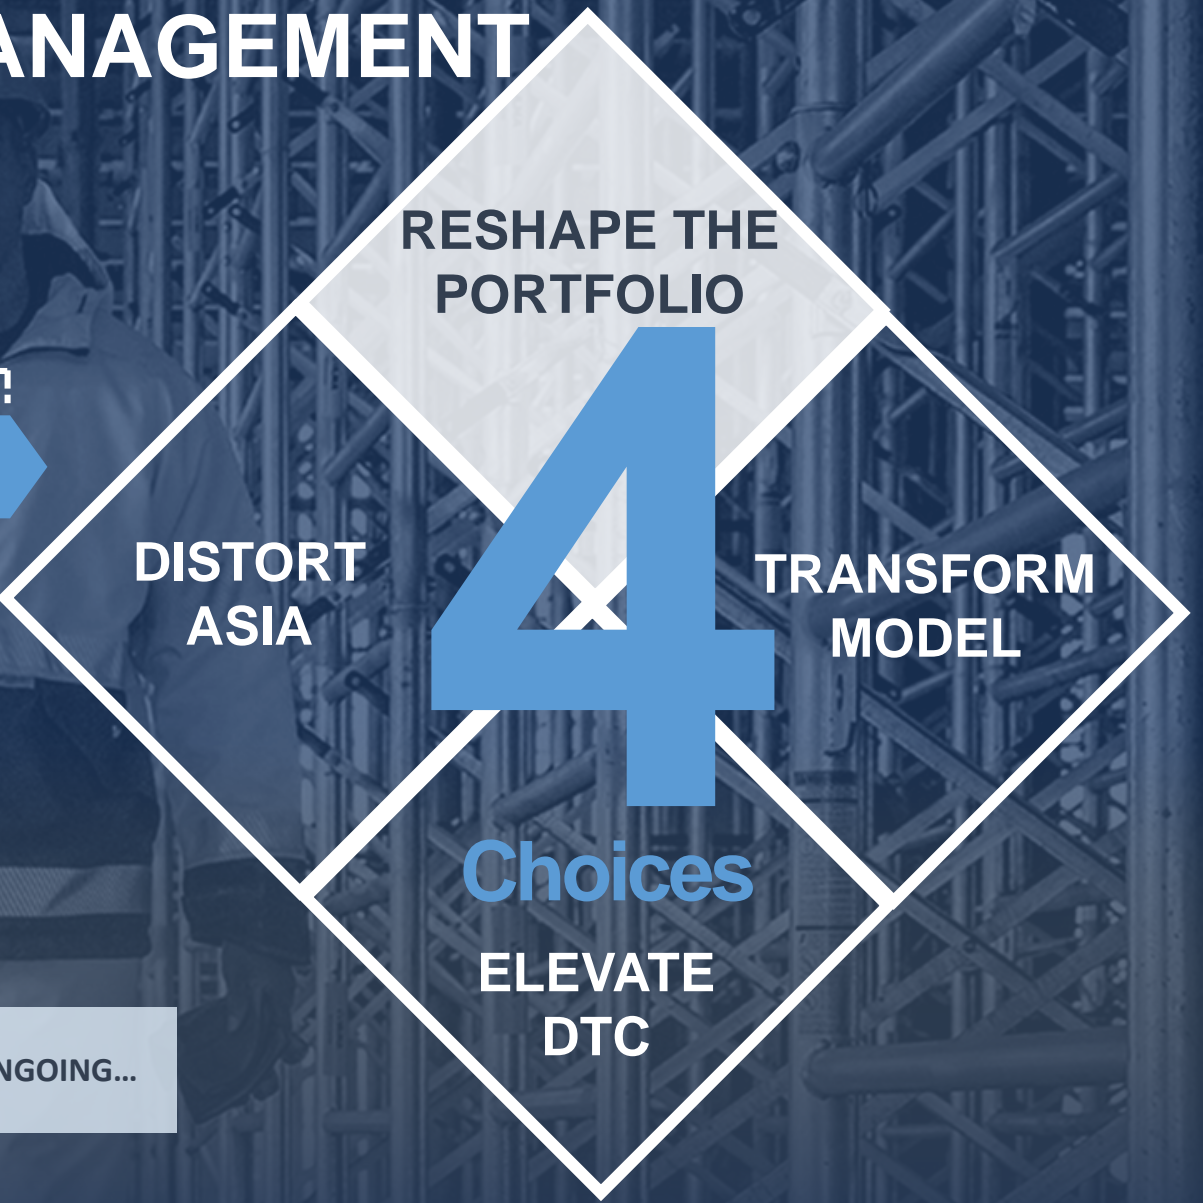 ANAGEMENT
RESHAPE THE
PORTFOLIO
4
DISTORT
ASIA
TRANSFORM
MODEL
Choices
ELEVATE
DTC
NGOING...